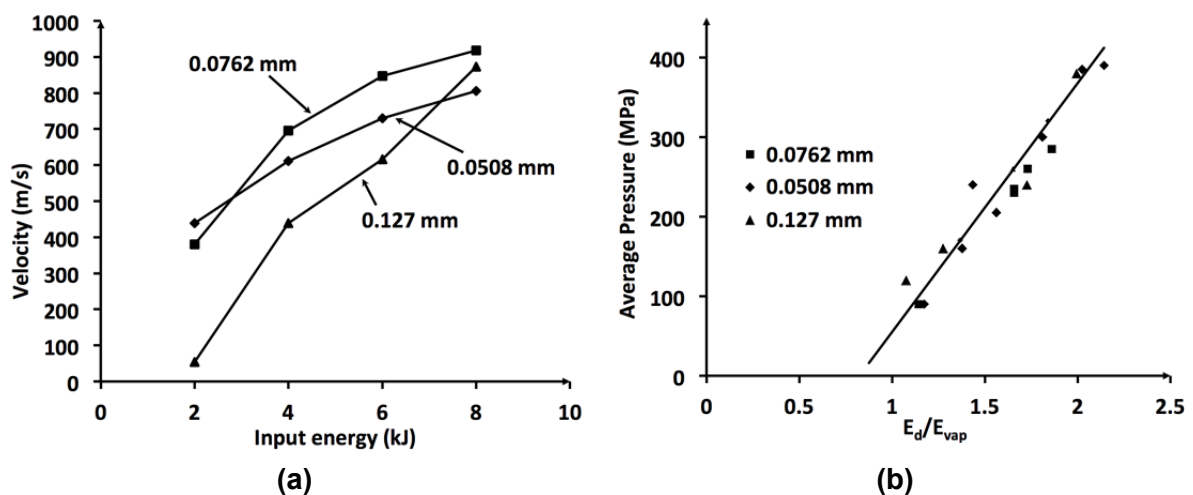 1000
900
800
700
600
500
400
300
200
100
0
Velocity (m/s)
0.0762 mm
0.0508 mm
0.127 mm
0 2 4 6 8 10
Input energy (kJ)
(a)
400
300
200
100
0
Average Pressure (MPa)
0.0762 mm
0.0508 mm
0.127 mm
0 0.5 1 1.5 2 2.5
E_d/E_vap
(b)